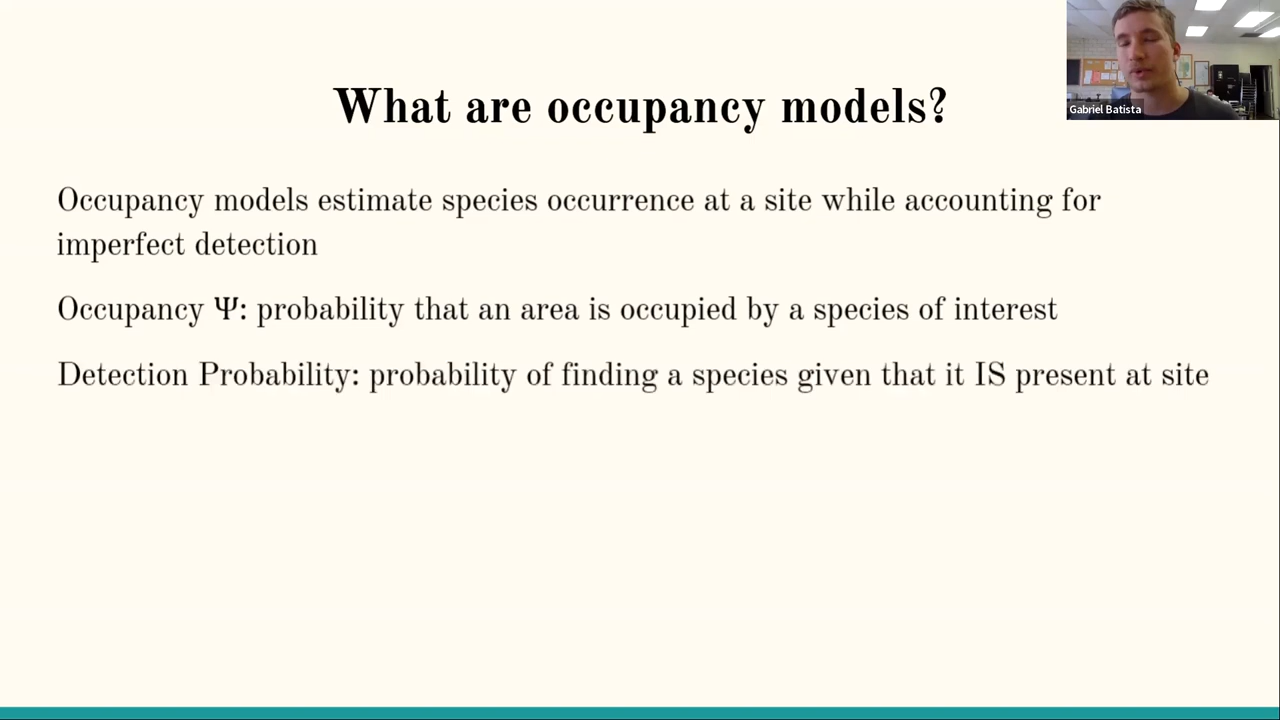 What are occupancy models?
Gabriel Batista
Occupancy models estimate species occurrence at a site while accounting for
imperfect detection
Occupancy Ψ: probability that an area is occupied by a species of interest
Detection Probability: probability of finding a species given that it IS present at site